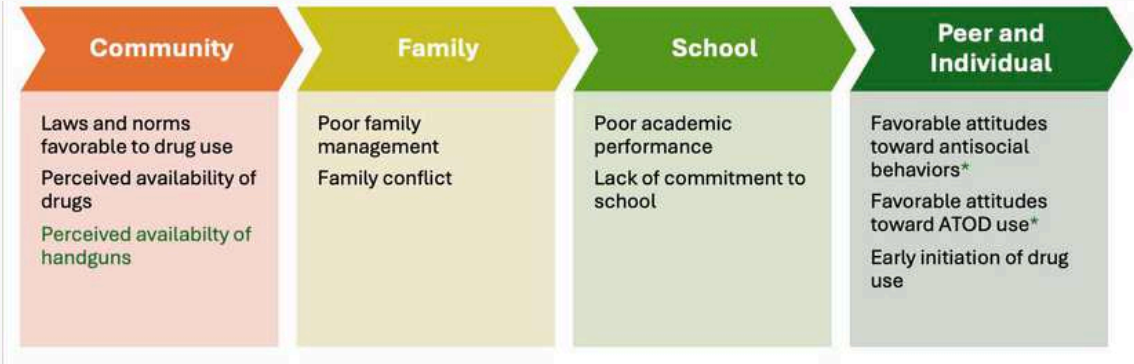 Community
Laws and norms
favorable to drug use
Perceived availability of
drugs
Perceived availabilty of
handguns
Family
Poor family
management
Family conflict
School
Poor academic
performance
Lack of commitment to
school
Peer and
Individual
Favorable attitudes
toward antisocial
behaviors*
Favorable attitudes
toward ATOD use*
Early initiation of drug
use